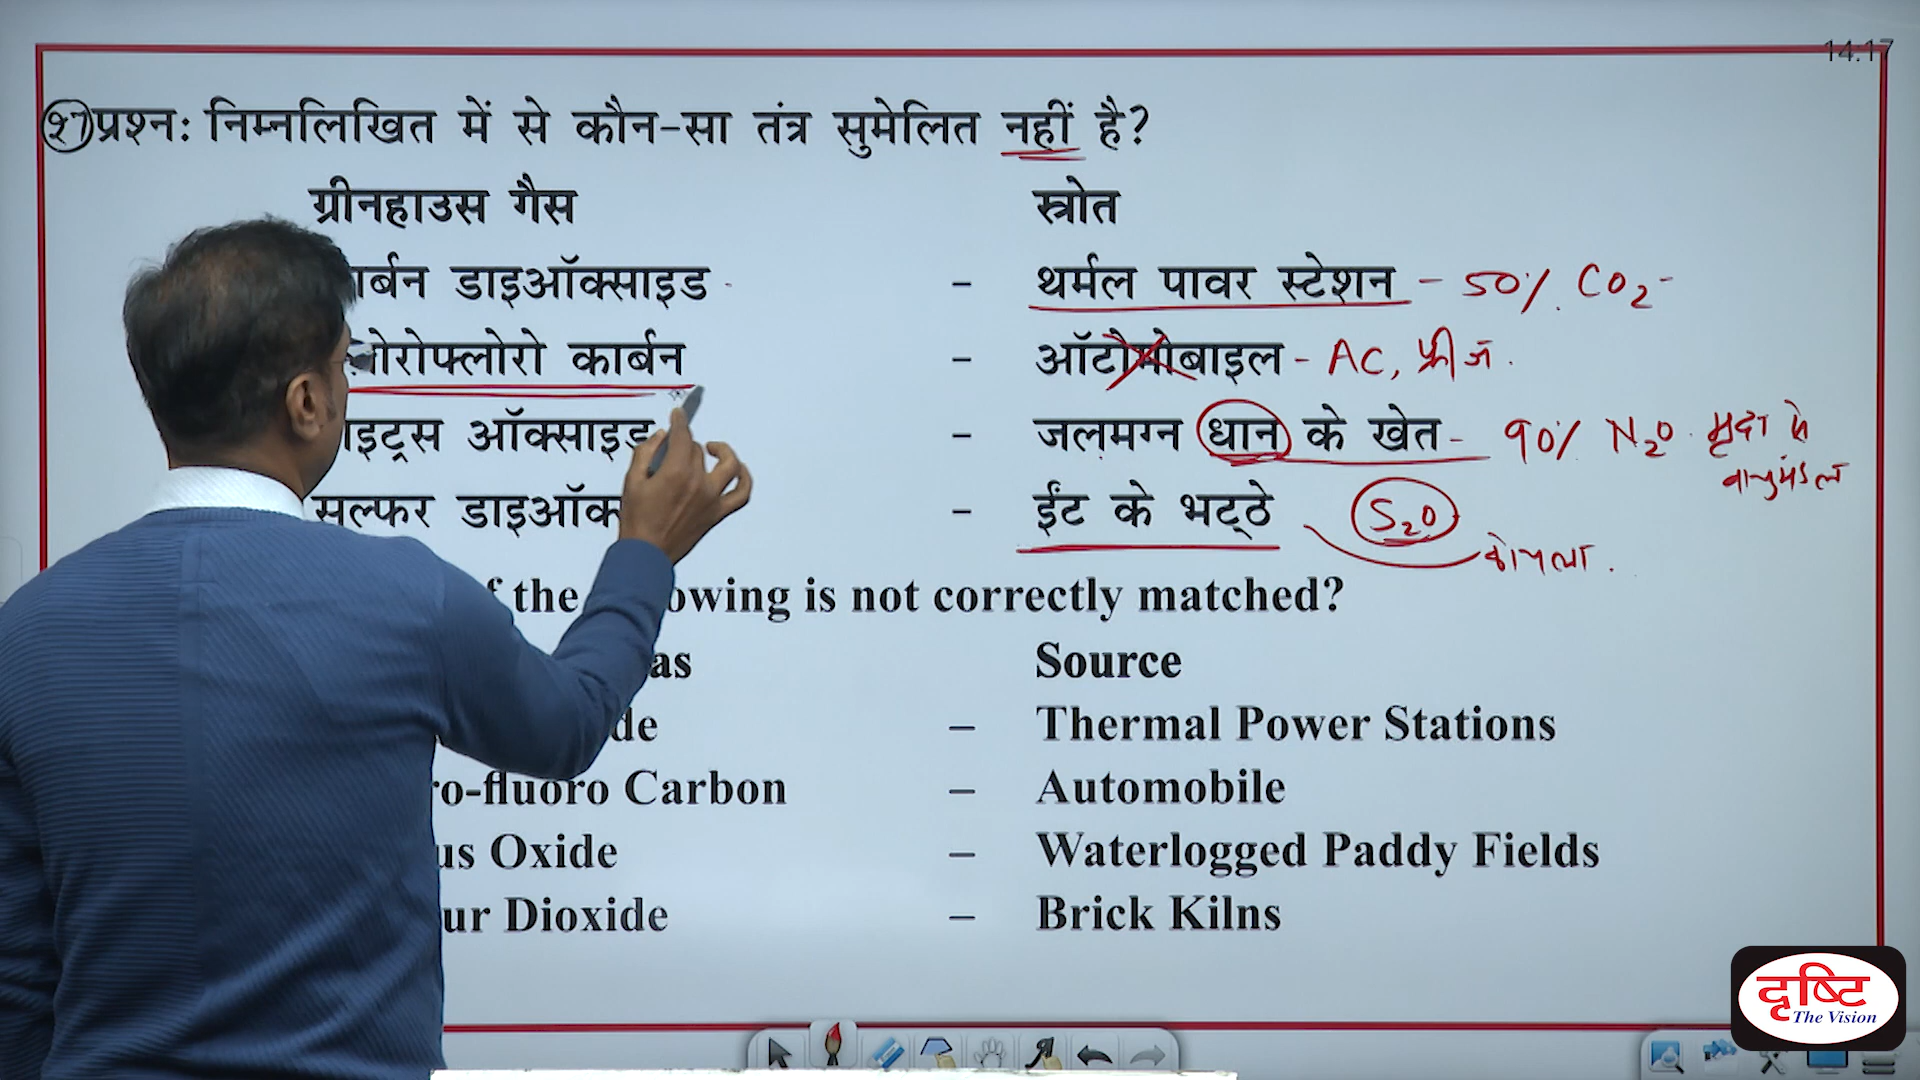 14:17
27 प्रश्न: निम्नलिखित में से कौन-सा तंत्र सुमेलित नहीं है?
ग्रीनहाउस गैस स्त्रोत
र्बन डाइऑक्साइड - थर्मल पावर स्टेशन - 50% CO2 -
रोफ्लोरो कार्बन - ऑटोमोबाइल - AC, फ्रीज.
इट्रस ऑक्साइड - जलमग्न धान के खेत - 90% N2O मृदा से
वायुमंडल
सल्फर डाइऑक् - ईंट के भट्ठे S2O
कोयला.
f the owing is not correctly matched?
as Source
de – Thermal Power Stations
ro-fluoro Carbon – Automobile
us Oxide – Waterlogged Paddy Fields
ur Dioxide – Brick Kilns
दृष्टि
The Vision